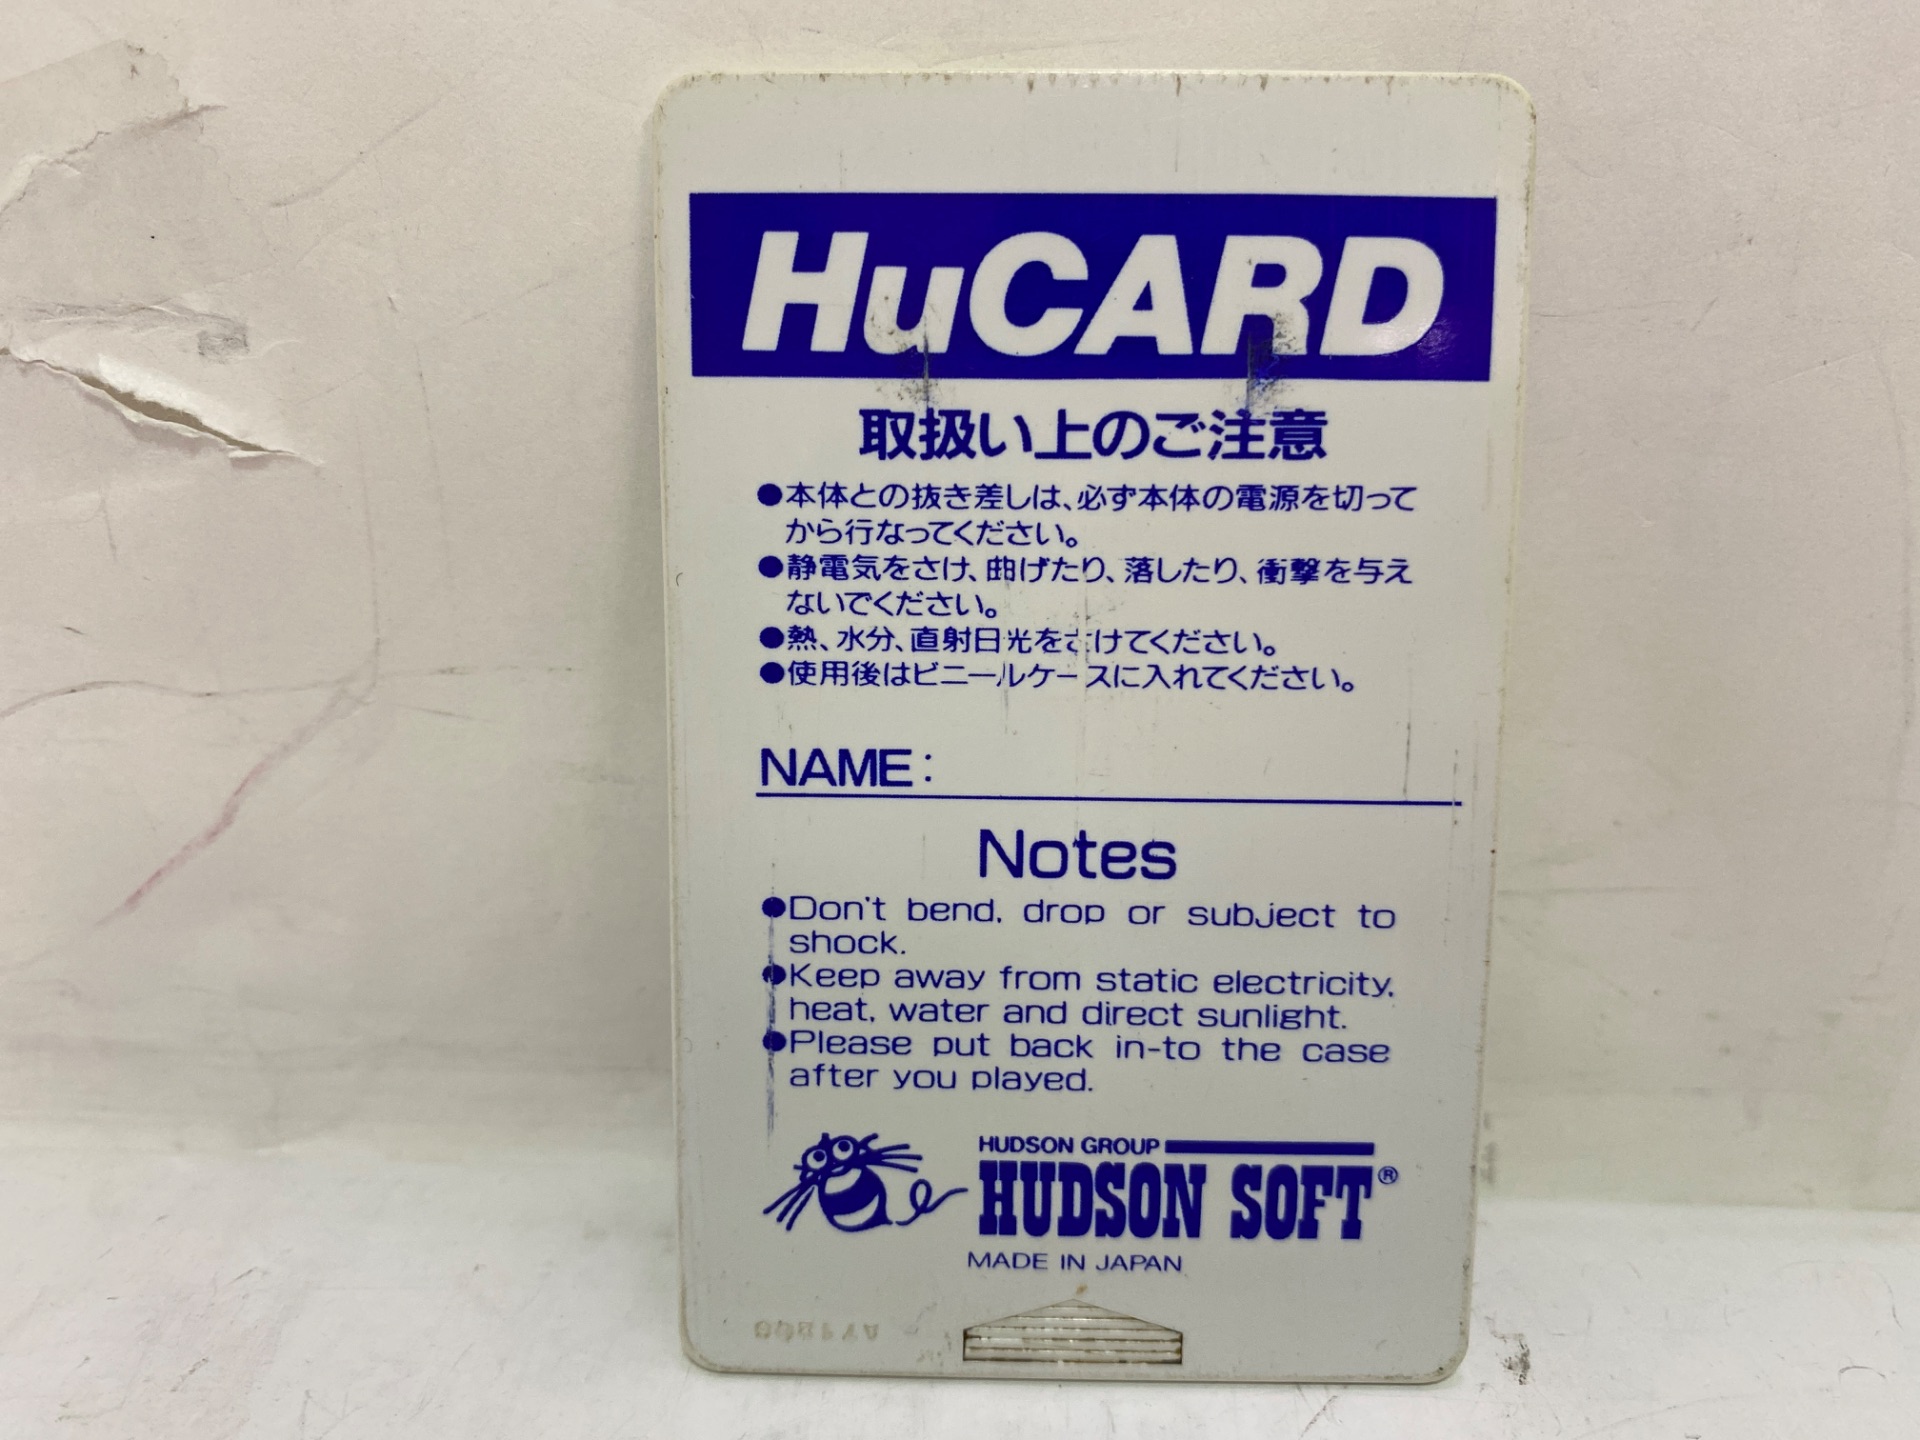 HuCARD
取扱い上のご注意
●本体との抜き差しは、必ず本体の電源を切って
から行なってください。
●静電気をさけ、曲げたり、落したり、衝撃を与え
ないでください。
●熱、水分、直射日光をさけてください。
●使用後はビニールケースに入れてください。
NAME:
Notes
●Don't bend, drop or subject to
shock.
●Keep away from static electricity,
heat, water and direct sunlight.
●Please put back in-to the case
after you played.
HUDSON GROUP
HUDSON SOFT®
MADE IN JAPAN